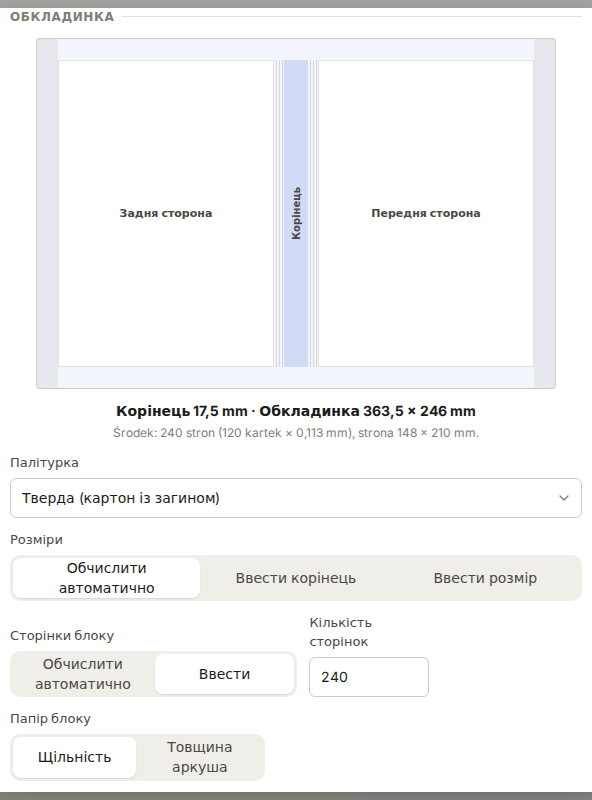 ОБКЛАДИНКА
Задня сторона
Корінець
Передня сторона
Корінець 17,5 mm · Обкладинка 363,5 × 246 mm
Środek: 240 stron (120 kartek × 0,113 mm), strona 148 × 210 mm.
Палітурка
Тверда (картон із загином)
Розміри
Обчислити
автоматично
Ввести корінець
Ввести розмір
Сторінки блоку
Обчислити
автоматично
Ввести
Кількість
сторінок
240
Папір блоку
Щільність
Товщина
аркуша